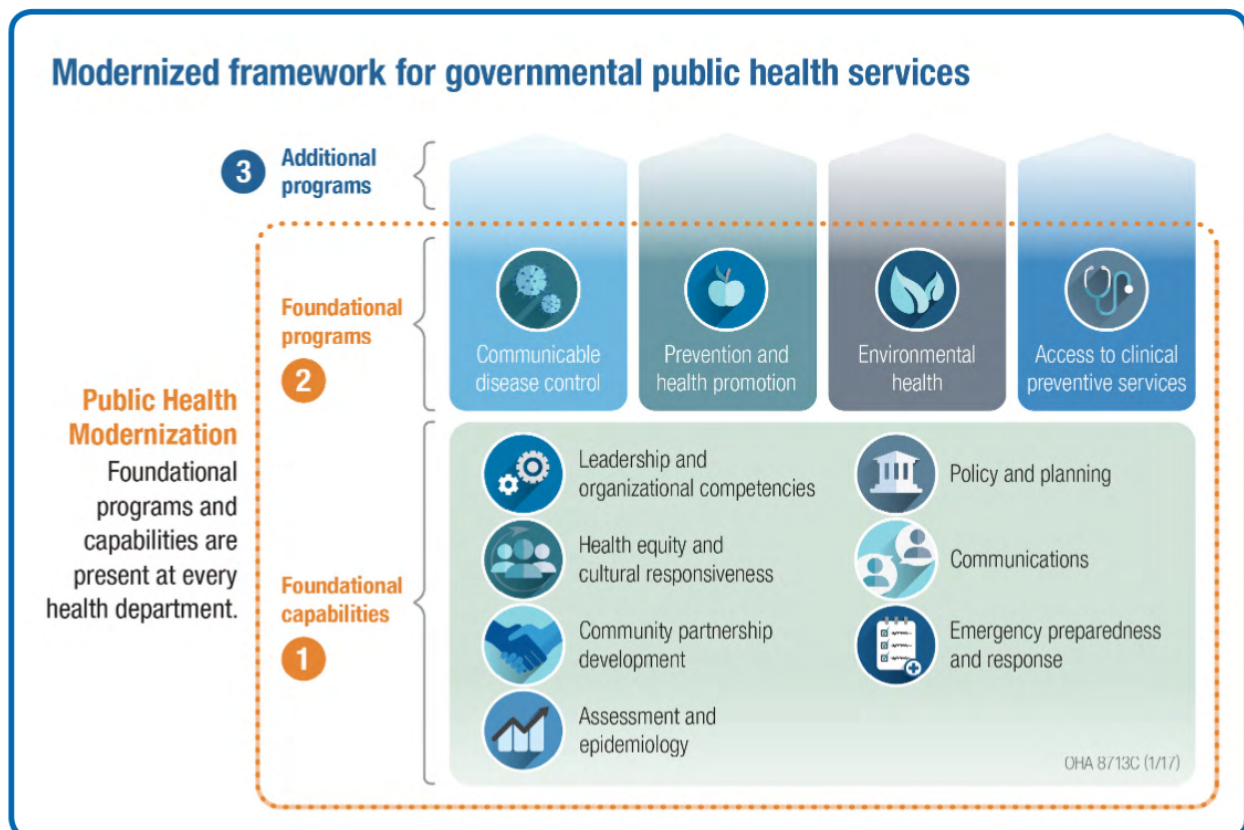 Modernized framework for governmental public health services
3
Additional
programs
Foundational
programs
2
Communicable
disease control
Prevention and
health promotion
Environmental
health
Access to clinical
preventive services
Public Health
Modernization
Foundational
programs and
capabilities are
present at every
health department.
Foundational
capabilities
1
Leadership and
organizational competencies
Health equity and
cultural responsiveness
Community partnership
development
Assessment and
epidemiology
Policy and planning
Communications
Emergency preparedness
and response
OHA 8713C (1/17)